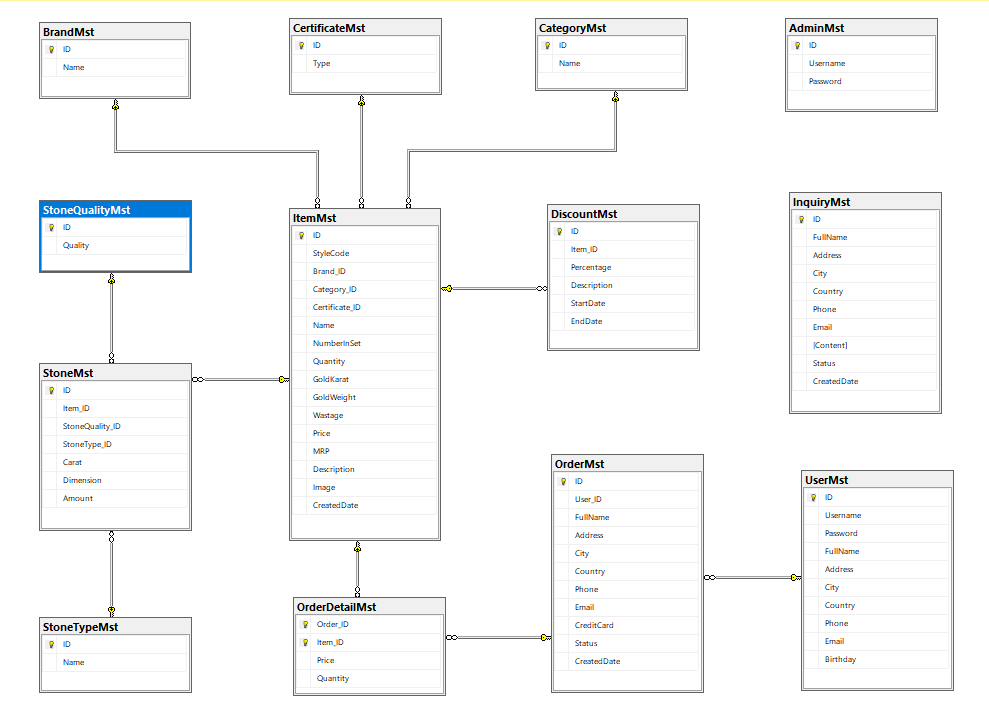 BrandMst
ID
Name
CertificateMst
ID
Type
CategoryMst
ID
Name
AdminMst
ID
Username
Password
StoneQualityMst
ID
Quality
ItemMst
ID
StyleCode
Brand_ID
Category_ID
Certificate_ID
Name
NumberInSet
Quantity
GoldKarat
GoldWeight
Wastage
Price
MRP
Description
Image
CreatedDate
DiscountMst
ID
Item_ID
Percentage
Description
StartDate
EndDate
InquiryMst
ID
FullName
Address
City
Country
Phone
Email
[Content]
Status
CreatedDate
StoneMst
ID
Item_ID
StoneQuality_ID
StoneType_ID
Carat
Dimension
Amount
OrderMst
ID
User_ID
FullName
Address
City
Country
Phone
Email
CreditCard
Status
CreatedDate
UserMst
ID
Username
Password
FullName
Address
City
Country
Phone
Email
Birthday
StoneTypeMst
ID
Name
OrderDetailMst
Order_ID
Item_ID
Price
Quantity